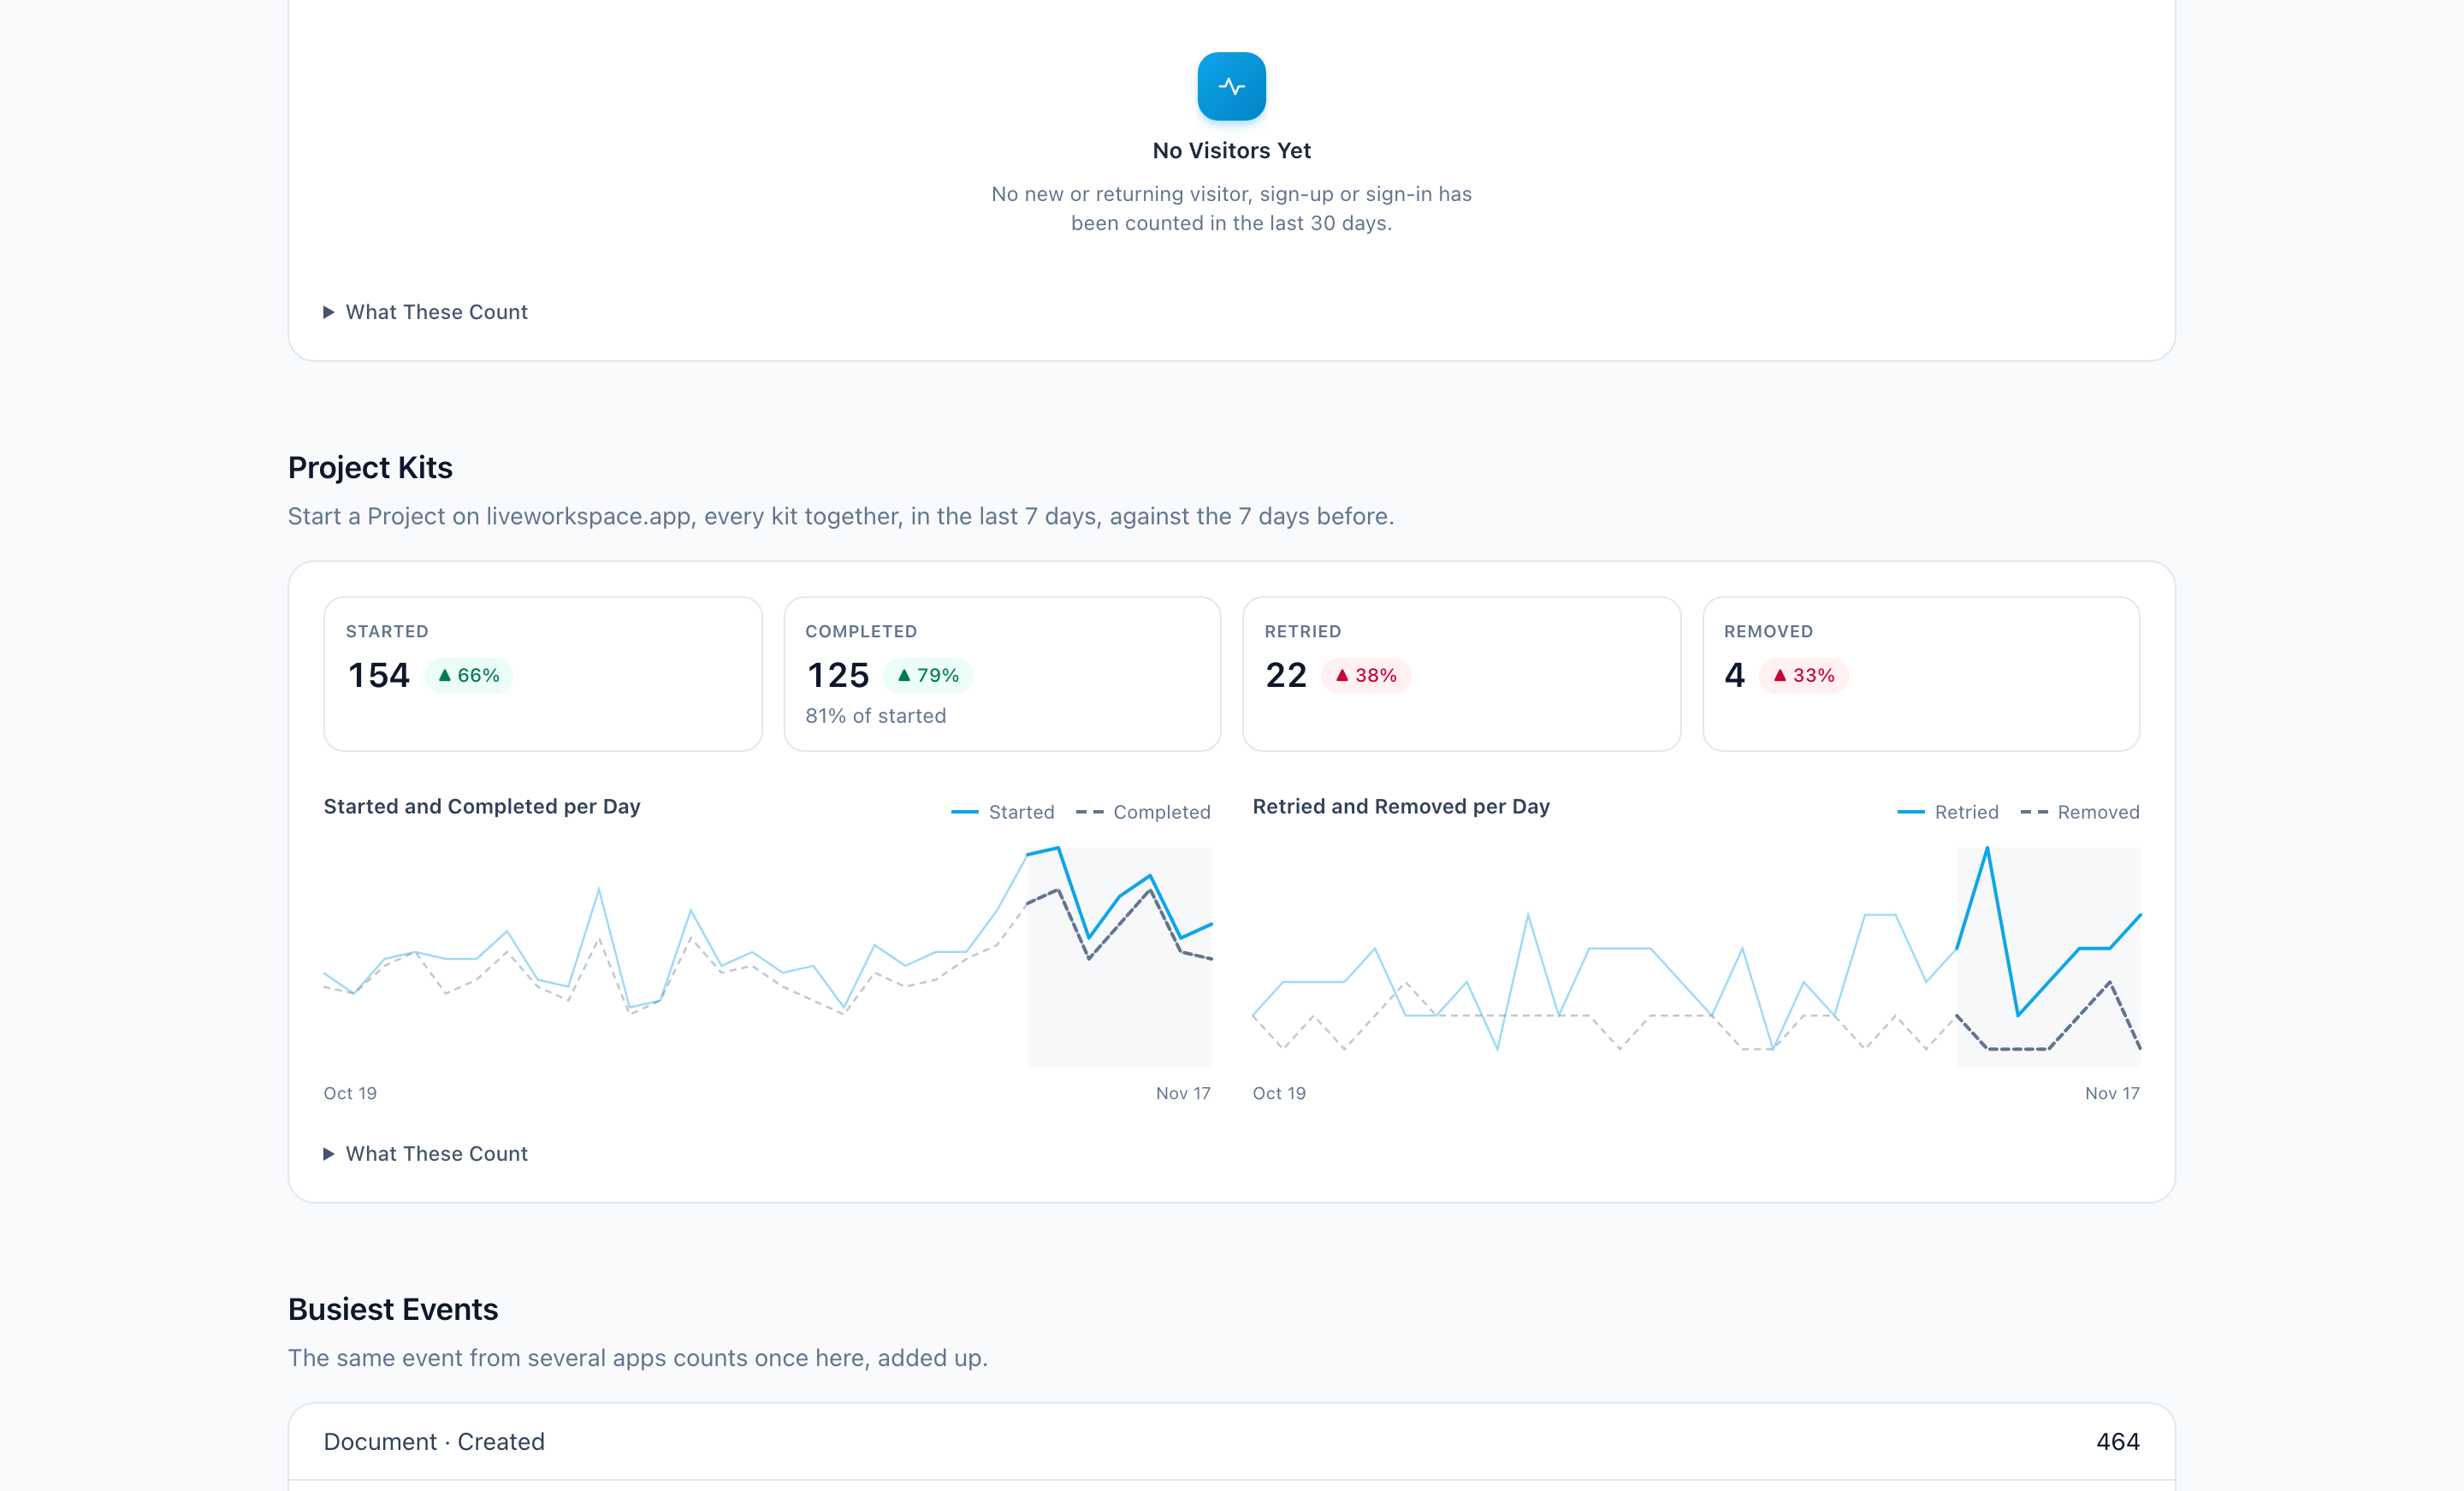 No Visitors Yet
No new or returning visitor, sign-up or sign-in has
been counted in the last 30 days.
What These Count
Project Kits
Start a Project on liveworkspace.app, every kit together, in the last 7 days, against the 7 days before.
STARTED
154 ▲ 66%
COMPLETED
125 ▲ 79%
81% of started
RETRIED
22 ▲ 38%
REMOVED
4 ▲ 33%
Started and Completed per Day
Started
Completed
Oct 19
Nov 17
Retried and Removed per Day
Retried
Removed
Oct 19
Nov 17
What These Count
Busiest Events
The same event from several apps counts once here, added up.
Document · Created
464